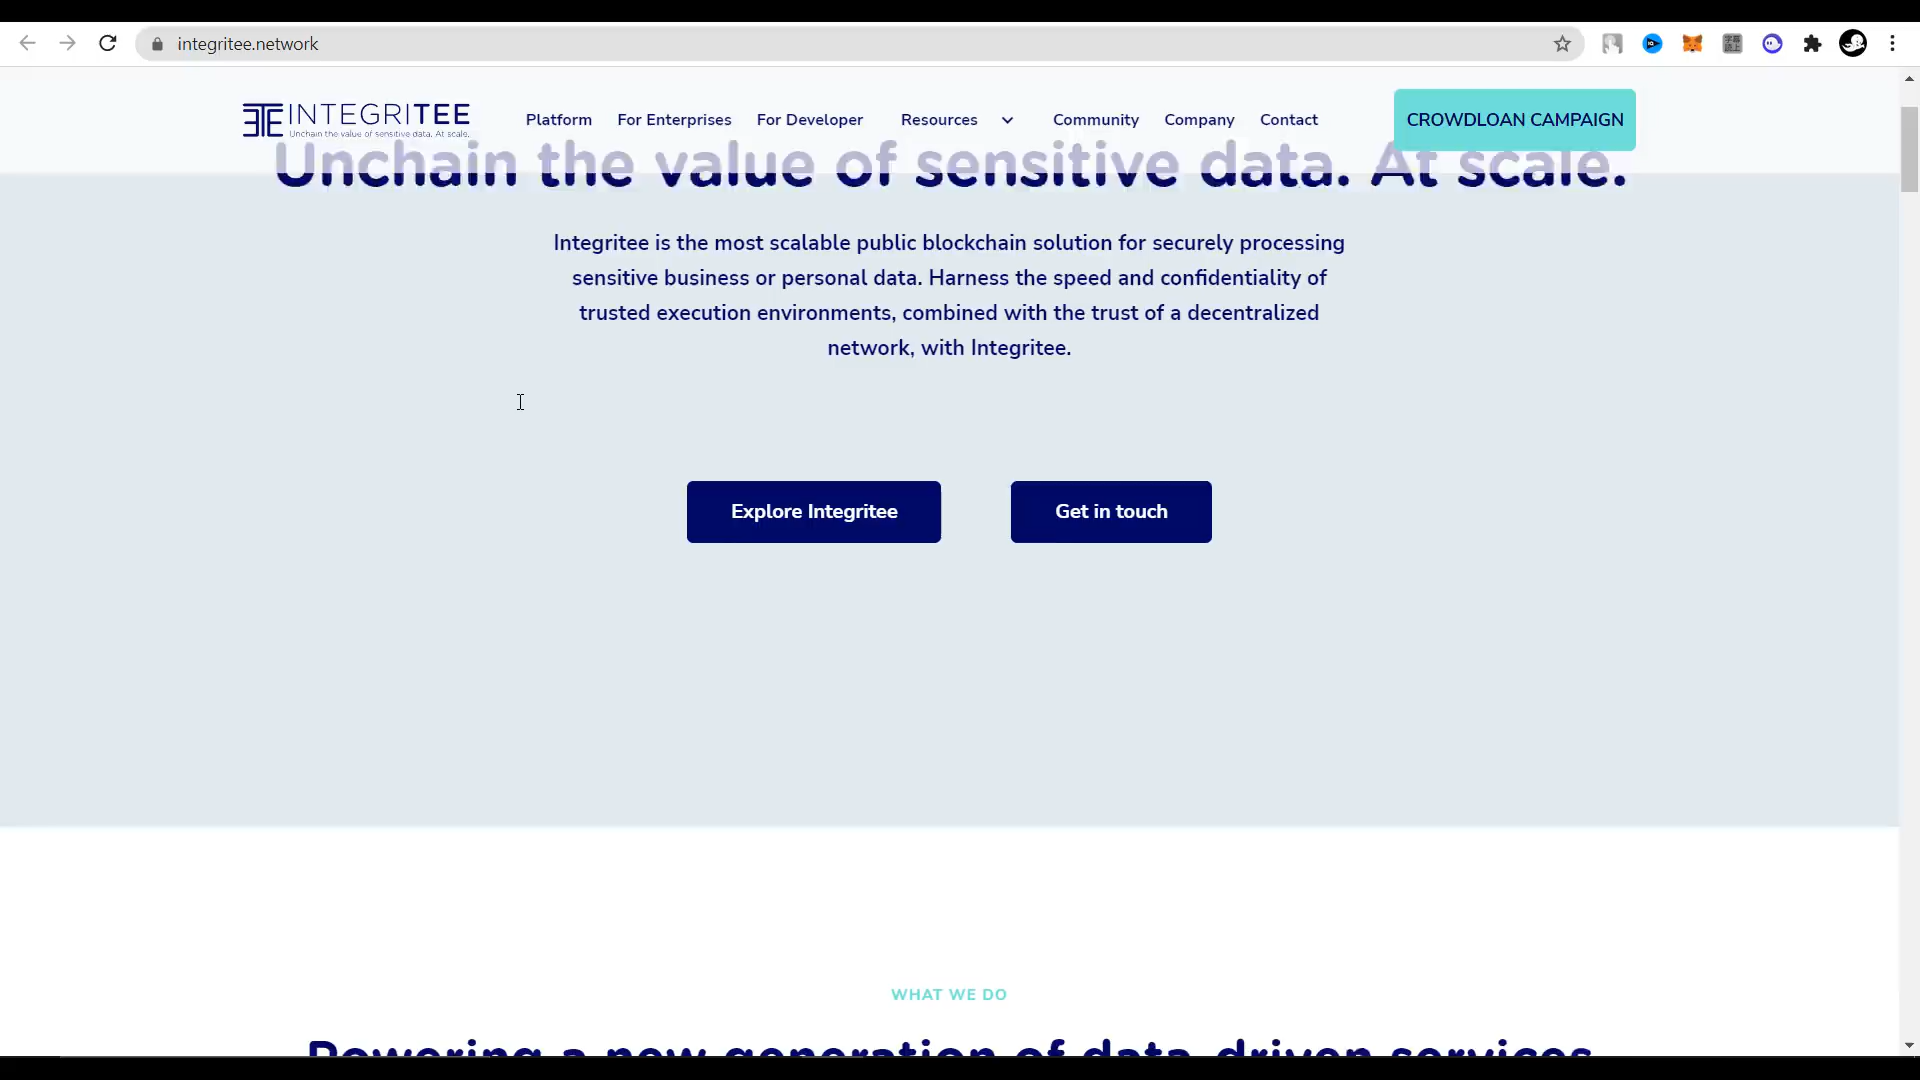 integritee.network
INTEGRITEE
Unchain the value of sensitive data. At scale.
Platform
For Enterprises
For Developer
Resources
Community
Company
Contact
CROWDLOAN CAMPAIGN
Unchain the value of sensitive data. At scale.
Integritee is the most scalable public blockchain solution for securely processing
sensitive business or personal data. Harness the speed and confidentiality of
trusted execution environments, combined with the trust of a decentralized
network, with Integritee.
Explore Integritee
Get in touch
WHAT WE DO
Powering a new generation of data-driven services